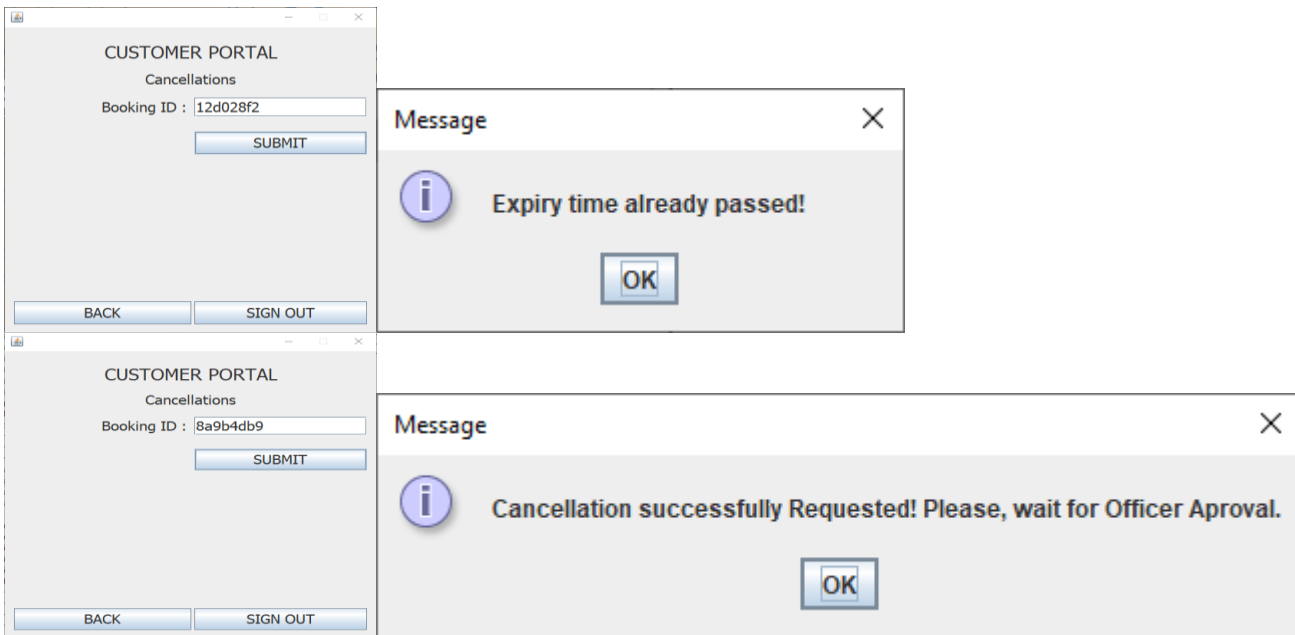 CUSTOMER PORTAL
Cancellations
Booking ID : 12d028f2
SUBMIT
BACK SIGN OUT
Message
Expiry time already passed!
OK
CUSTOMER PORTAL
Cancellations
Booking ID : 8a9b4db9
SUBMIT
BACK SIGN OUT
Message
Cancellation successfully Requested! Please, wait for Officer Aproval.
OK